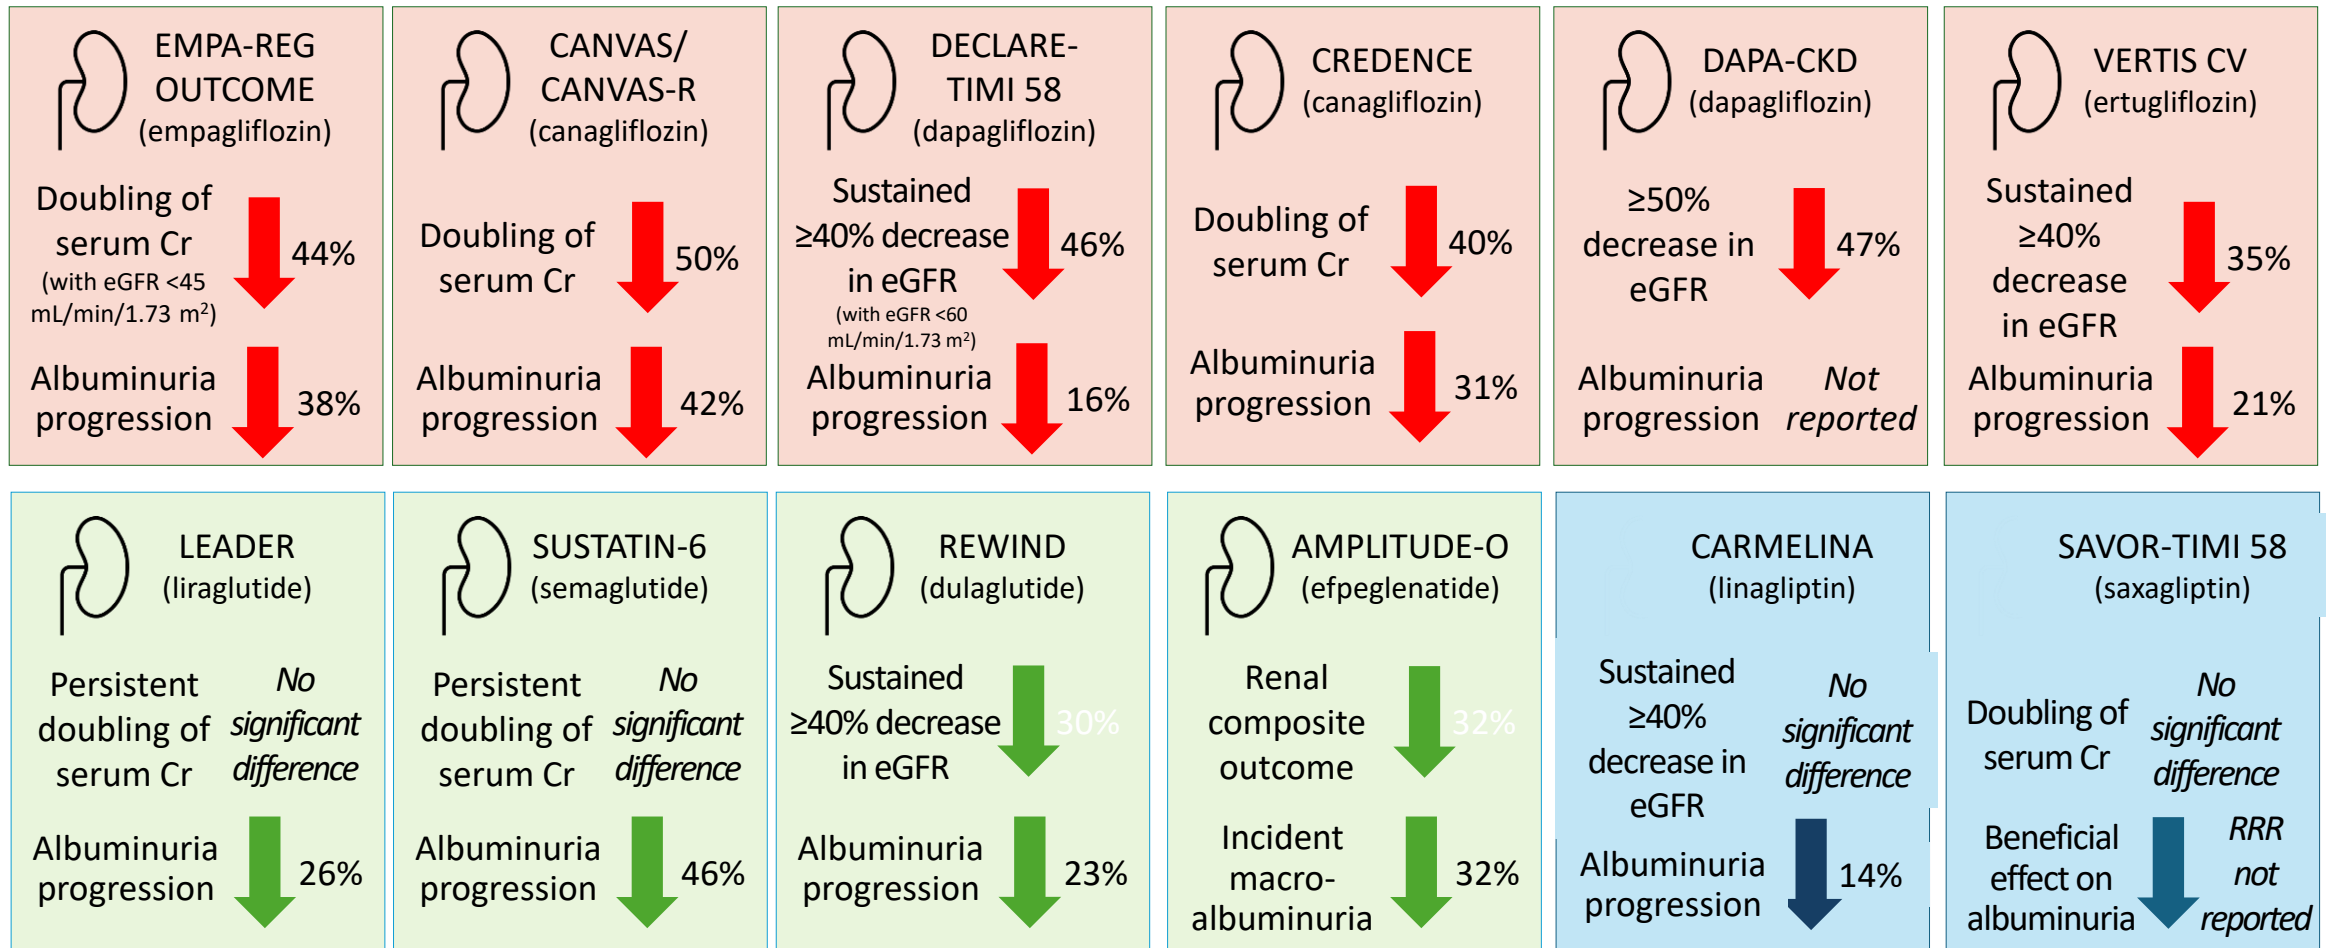 EMPA-REG
OUTCOME
(empagliflozin)
Doubling of
serum Cr
(with eGFR <45
mL/min/1.73 m²)
44%
Albuminuria
progression
38%
CANVAS/
CANVAS-R
(canagliflozin)
Doubling of
serum Cr
50%
Albuminuria
progression
42%
DECLARE-
TIMI 58
(dapagliflozin)
Sustained
≥40% decrease
in eGFR
(with eGFR <60
mL/min/1.73 m²)
46%
Albuminuria
progression
16%
CREDENCE
(canagliflozin)
Doubling of
serum Cr
40%
Albuminuria
progression
31%
DAPA-CKD
(dapagliflozin)
≥50%
decrease in
eGFR
47%
Albuminuria
progression
Not
reported
VERTIS CV
(ertugliflozin)
Sustained
≥40%
decrease
in eGFR
35%
Albuminuria
progression
21%
LEADER
(liraglutide)
Persistent
doubling of
serum Cr
No
significant
difference
Albuminuria
progression
26%
SUSTATIN-6
(semaglutide)
Persistent
doubling of
serum Cr
No
significant
difference
Albuminuria
progression
46%
REWIND
(dulaglutide)
Sustained
≥40% decrease
in eGFR
30%
Albuminuria
progression
23%
AMPLITUDE-O
(efpeglenatide)
Renal
composite
outcome
32%
Incident
macro-
albuminuria
32%
CARMELINA
(linagliptin)
Sustained
≥40%
decrease in
eGFR
No
significant
difference
Albuminuria
progression
14%
SAVOR-TIMI 58
(saxagliptin)
Doubling of
serum Cr
No
significant
difference
Beneficial
effect on
albuminuria
RRR
not
reported